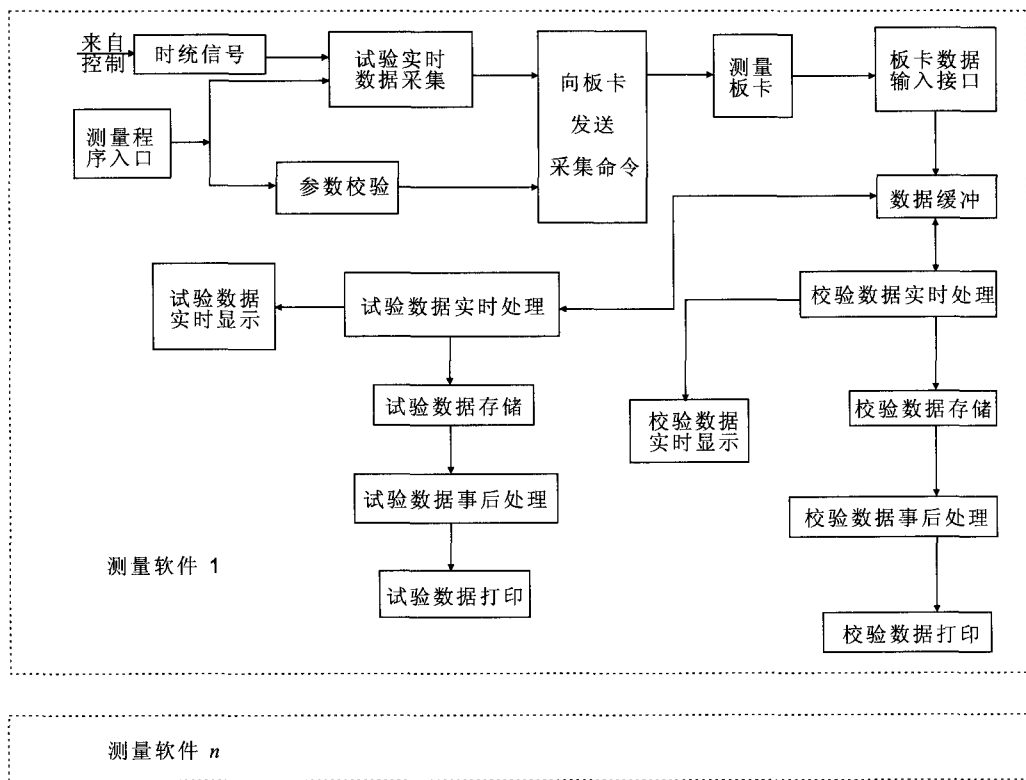 来自
控制
时统信号
试验实时
数据采集
向板卡
发送
采集命令
测量
板卡
板卡数据
输入接口
测量程
序入口
参数校验
数据缓冲
试验数据
实时显示
试验数据实时处理
校验数据实时处理
试验数据存储
校验数据
实时显示
校验数据存储
试验数据事后处理
校验数据事后处理
测量软件 1
试验数据打印
校验数据打印
测量软件 n